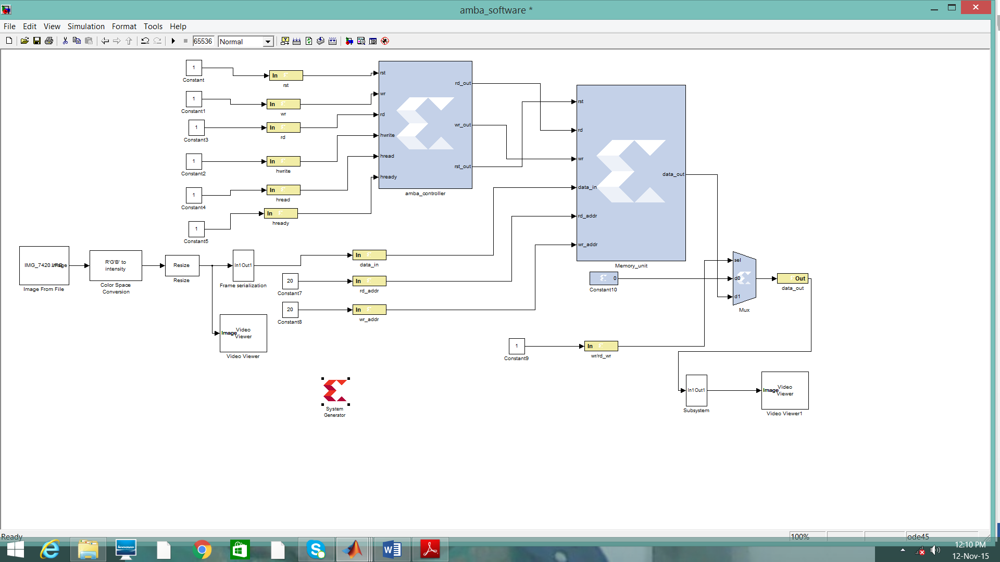 amba_software *
File Edit View Simulation Format Tools Help
65536 Normal
1
Constant
In
rst
1
Constant1
In
wr
1
Constant3
In
rd
1
Constant2
In
hwrite
1
Constant4
In
hread
1
Constant5
In
hready
rst
wr
rd
hwrite
hread
hready
rd_out
wr_out
rst_out
amba_controller
rst
rd
wr
data_in
rd_addr
wr_addr
data_out
Memory_unit
IMG_7420.JPG
Image
Image From File
R'G'B' to
intensity
Color Space
Conversion
Resize
Resize
In1 Out1
Frame serialization
In
data_in
20
Constant7
In
rd_addr
20
Constant8
In
wr_addr
Image
Video
Viewer
Video Viewer
0
Constant10
sel
d0
d1
Mux
Out
data_out
1
Constant9
In
wr/rd_wr
System
Generator
In1 Out1
Subsystem
Image
Video
Viewer
Video Viewer1
Ready
100%
ode45
lenovo
12:10 PM
12-Nov-15